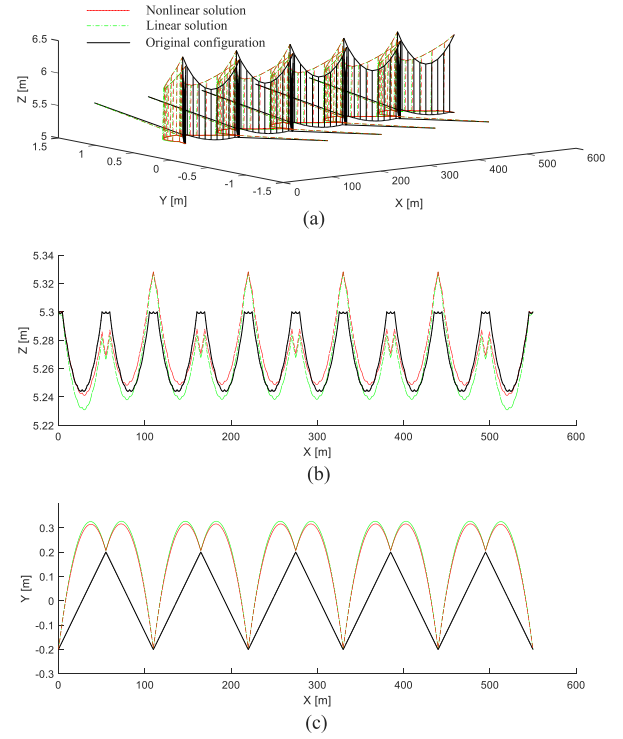 Nonlinear solution
Linear solution
Original configuration
6.5
6
5.5
5
Z [m]
1.5
1
0.5
0
-0.5
-1
-1.5
Y [m]
0
100
200
300
400
500
600
X [m]
(a)
5.34
5.32
5.3
5.28
5.26
5.24
5.22
Z [m]
0 100 200 300 400 500 600
X [m]
(b)
0.3
0.2
0.1
0
-0.1
-0.2
-0.3
Y [m]
0 100 200 300 400 500 600
X [m]
(c)